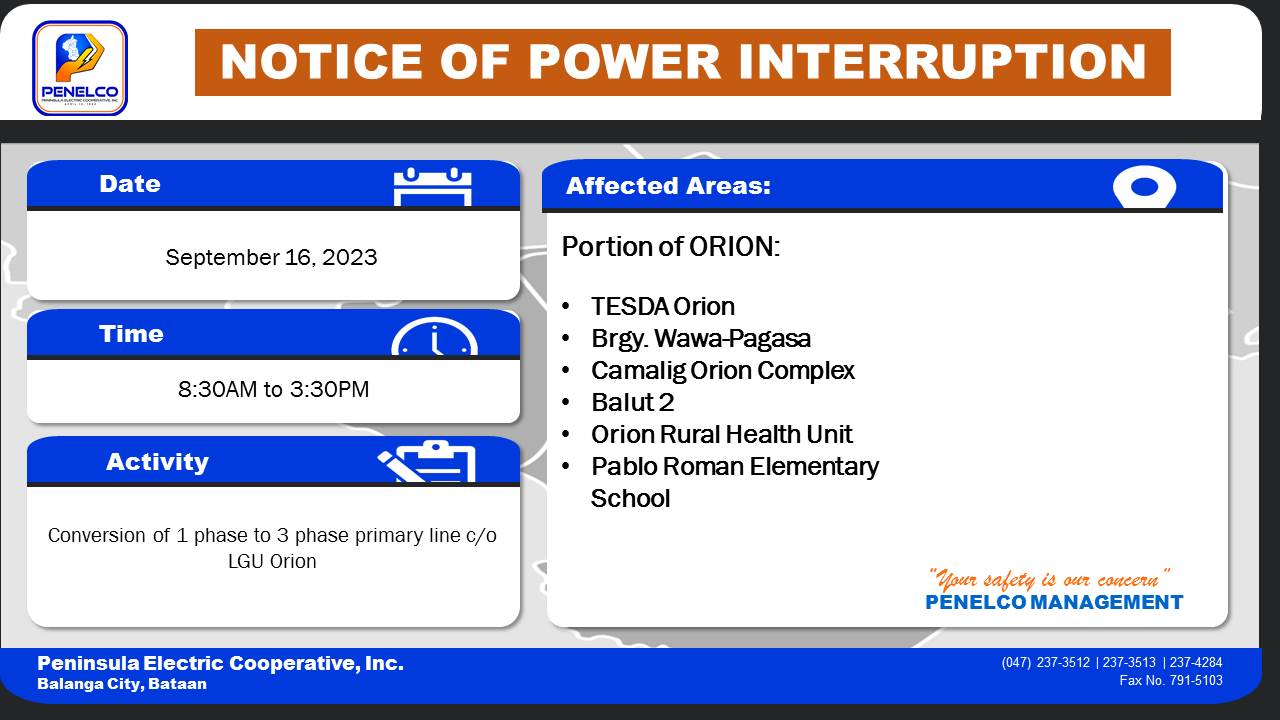 NOTICE OF POWER INTERRUPTION
PENELCO
PENINSULA ELECTRIC COOPERATIVE, INC.
Date
September 16, 2023
Time
8:30AM to 3:30PM
Activity
Conversion of 1 phase to 3 phase primary line c/o
LGU Orion
Affected Areas:
Portion of ORION:
• TESDA Orion
• Brgy. Wawa-Pagasa
• Camalig Orion Complex
• Balut 2
• Orion Rural Health Unit
• Pablo Roman Elementary
School
“Your safety is our concern”
PENELCO MANAGEMENT
Peninsula Electric Cooperative, Inc.
Balanga City, Bataan
(047) 237-3512 | 237-3513 | 237-4284
Fax No. 791-5103